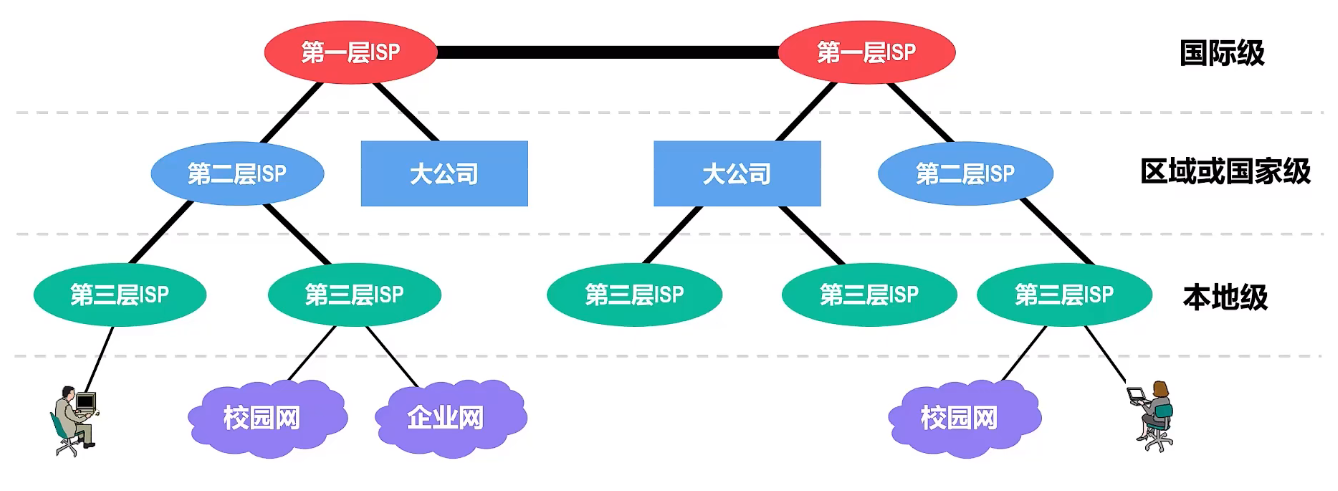 第一层ISP
第一层ISP
国际级
第二层ISP
大公司
大公司
第二层ISP
区域或国家级
第三层ISP
第三层ISP
第三层ISP
第三层ISP
第三层ISP
本地级
校园网
企业网
校园网